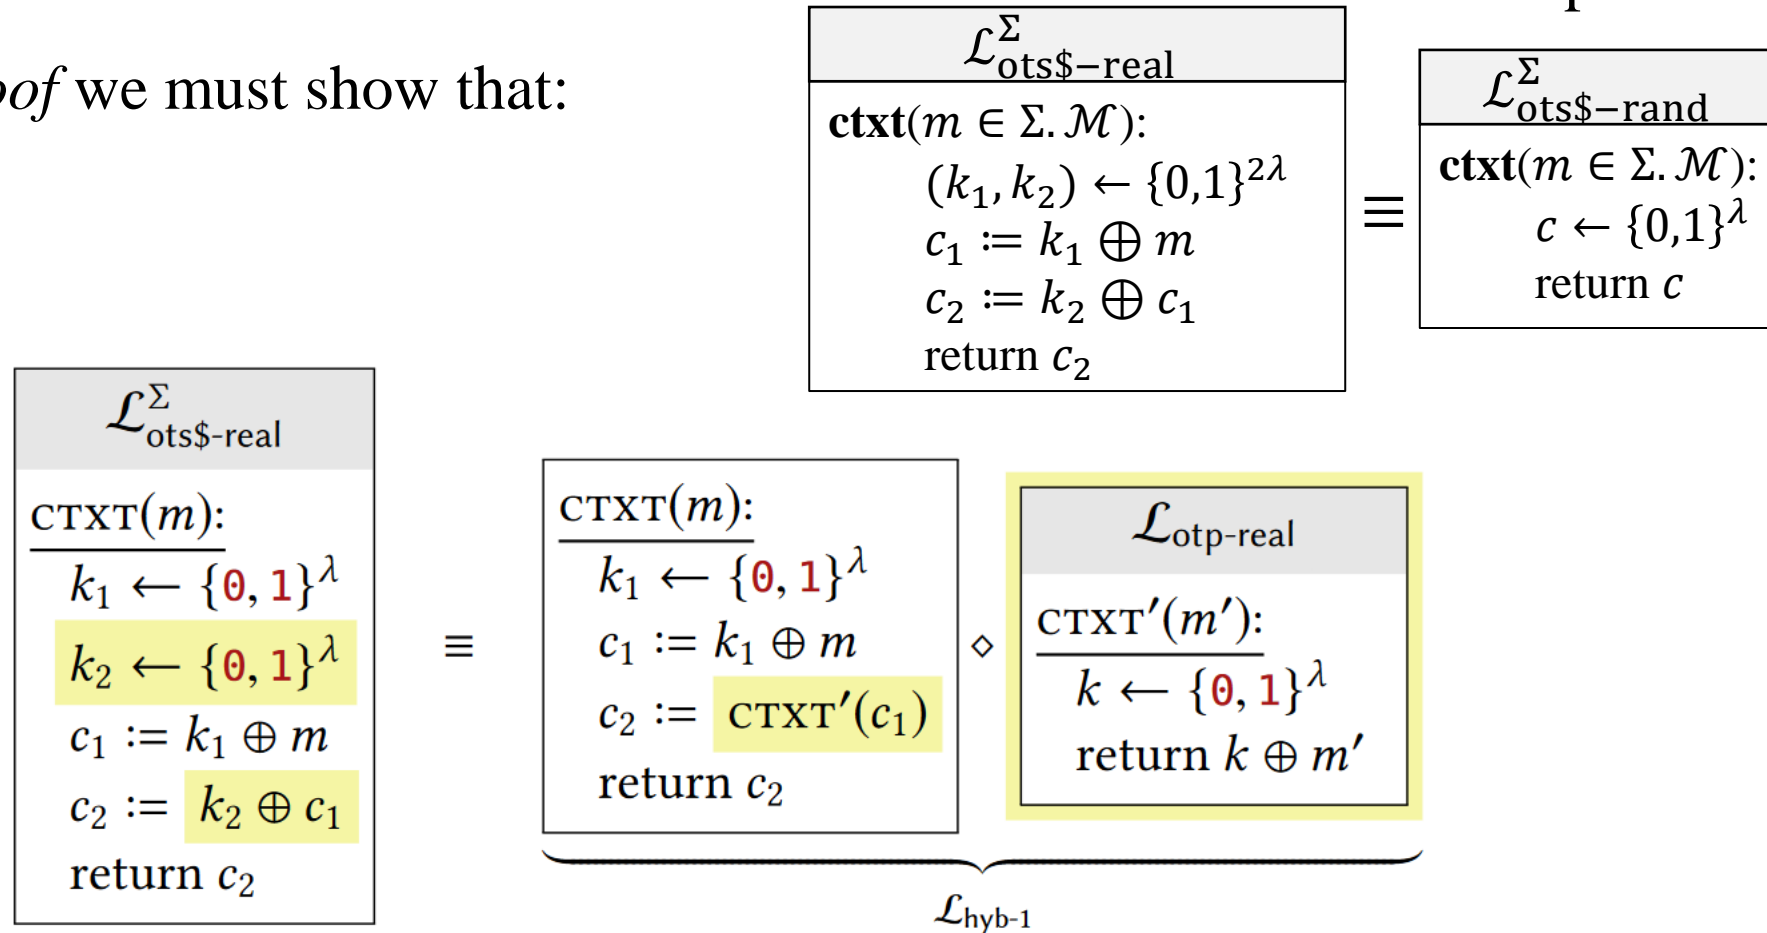 oof we must show that:
ℒ^Σ_ots$−real
ctxt(m ∈ Σ.ℳ):
(k₁, k₂) ← {0,1}^2λ
c₁ ≔ k₁ ⊕ m
c₂ ≔ k₂ ⊕ c₁
return c₂
≡
ℒ^Σ_ots$−rand
ctxt(m ∈ Σ.ℳ):
c ← {0,1}^λ
return c
ℒ^Σ_ots$-real
CTXT(m):
k₁ ← {0, 1}^λ
k₂ ← {0, 1}^λ
c₁ := k₁ ⊕ m
c₂ := k₂ ⊕ c₁
return c₂
≡
CTXT(m):
k₁ ← {0, 1}^λ
c₁ := k₁ ⊕ m
c₂ := CTXT′(c₁)
return c₂
⋄
ℒ_otp-real
CTXT′(m′):
k ← {0, 1}^λ
return k ⊕ m′
ℒ_hyb-1